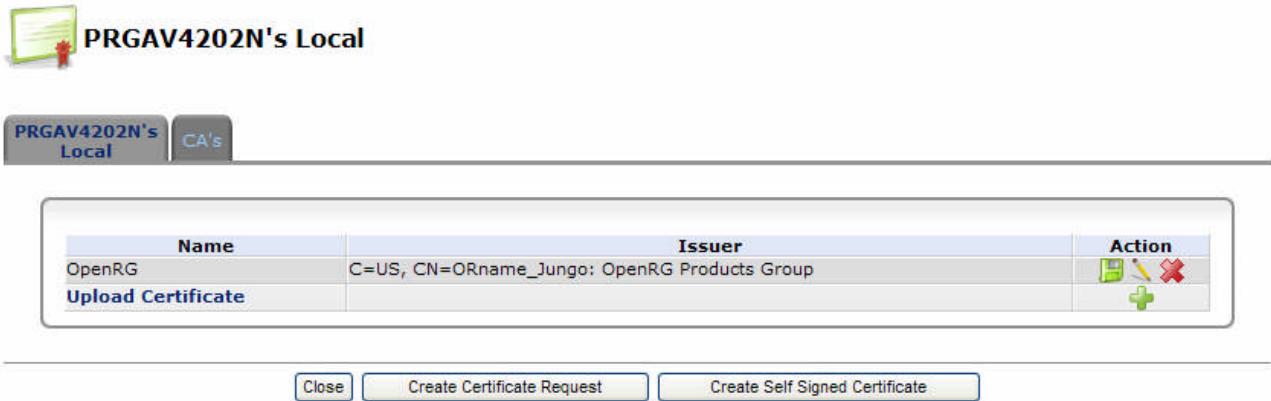 PRGAV4202N's Local
PRGAV4202N's
Local
CA's
Name Issuer Action
OpenRG C=US, CN=ORname_Jungo: OpenRG Products Group
Upload Certificate
Close Create Certificate Request Create Self Signed Certificate